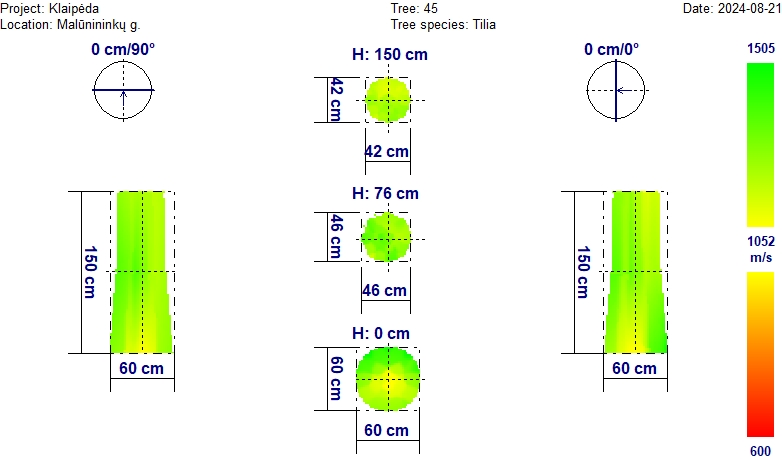 Project: Klaipėda
Tree: 45
Date: 2024-08-21
Location: Malūnininkų g.
Tree species: Tilia
0 cm/90°
H: 150 cm
0 cm/0°
1505
42 cm
42 cm
H: 76 cm
46 cm
46 cm
150 cm
150 cm
1052
m/s
H: 0 cm
60 cm
60 cm
60 cm
60 cm
600